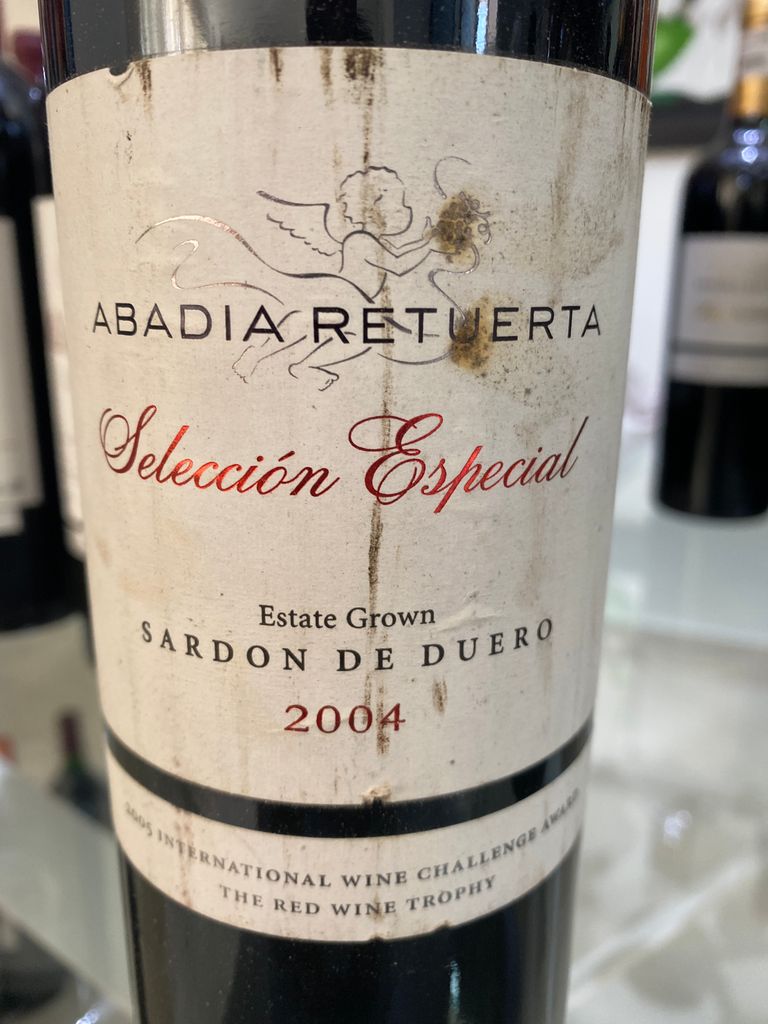 ABADIA RETUERTA
Selección Especial
Estate Grown
SARDON DE DUERO
2004
2005 INTERNATIONAL WINE CHALLENGE AWARD
THE RED WINE TROPHY